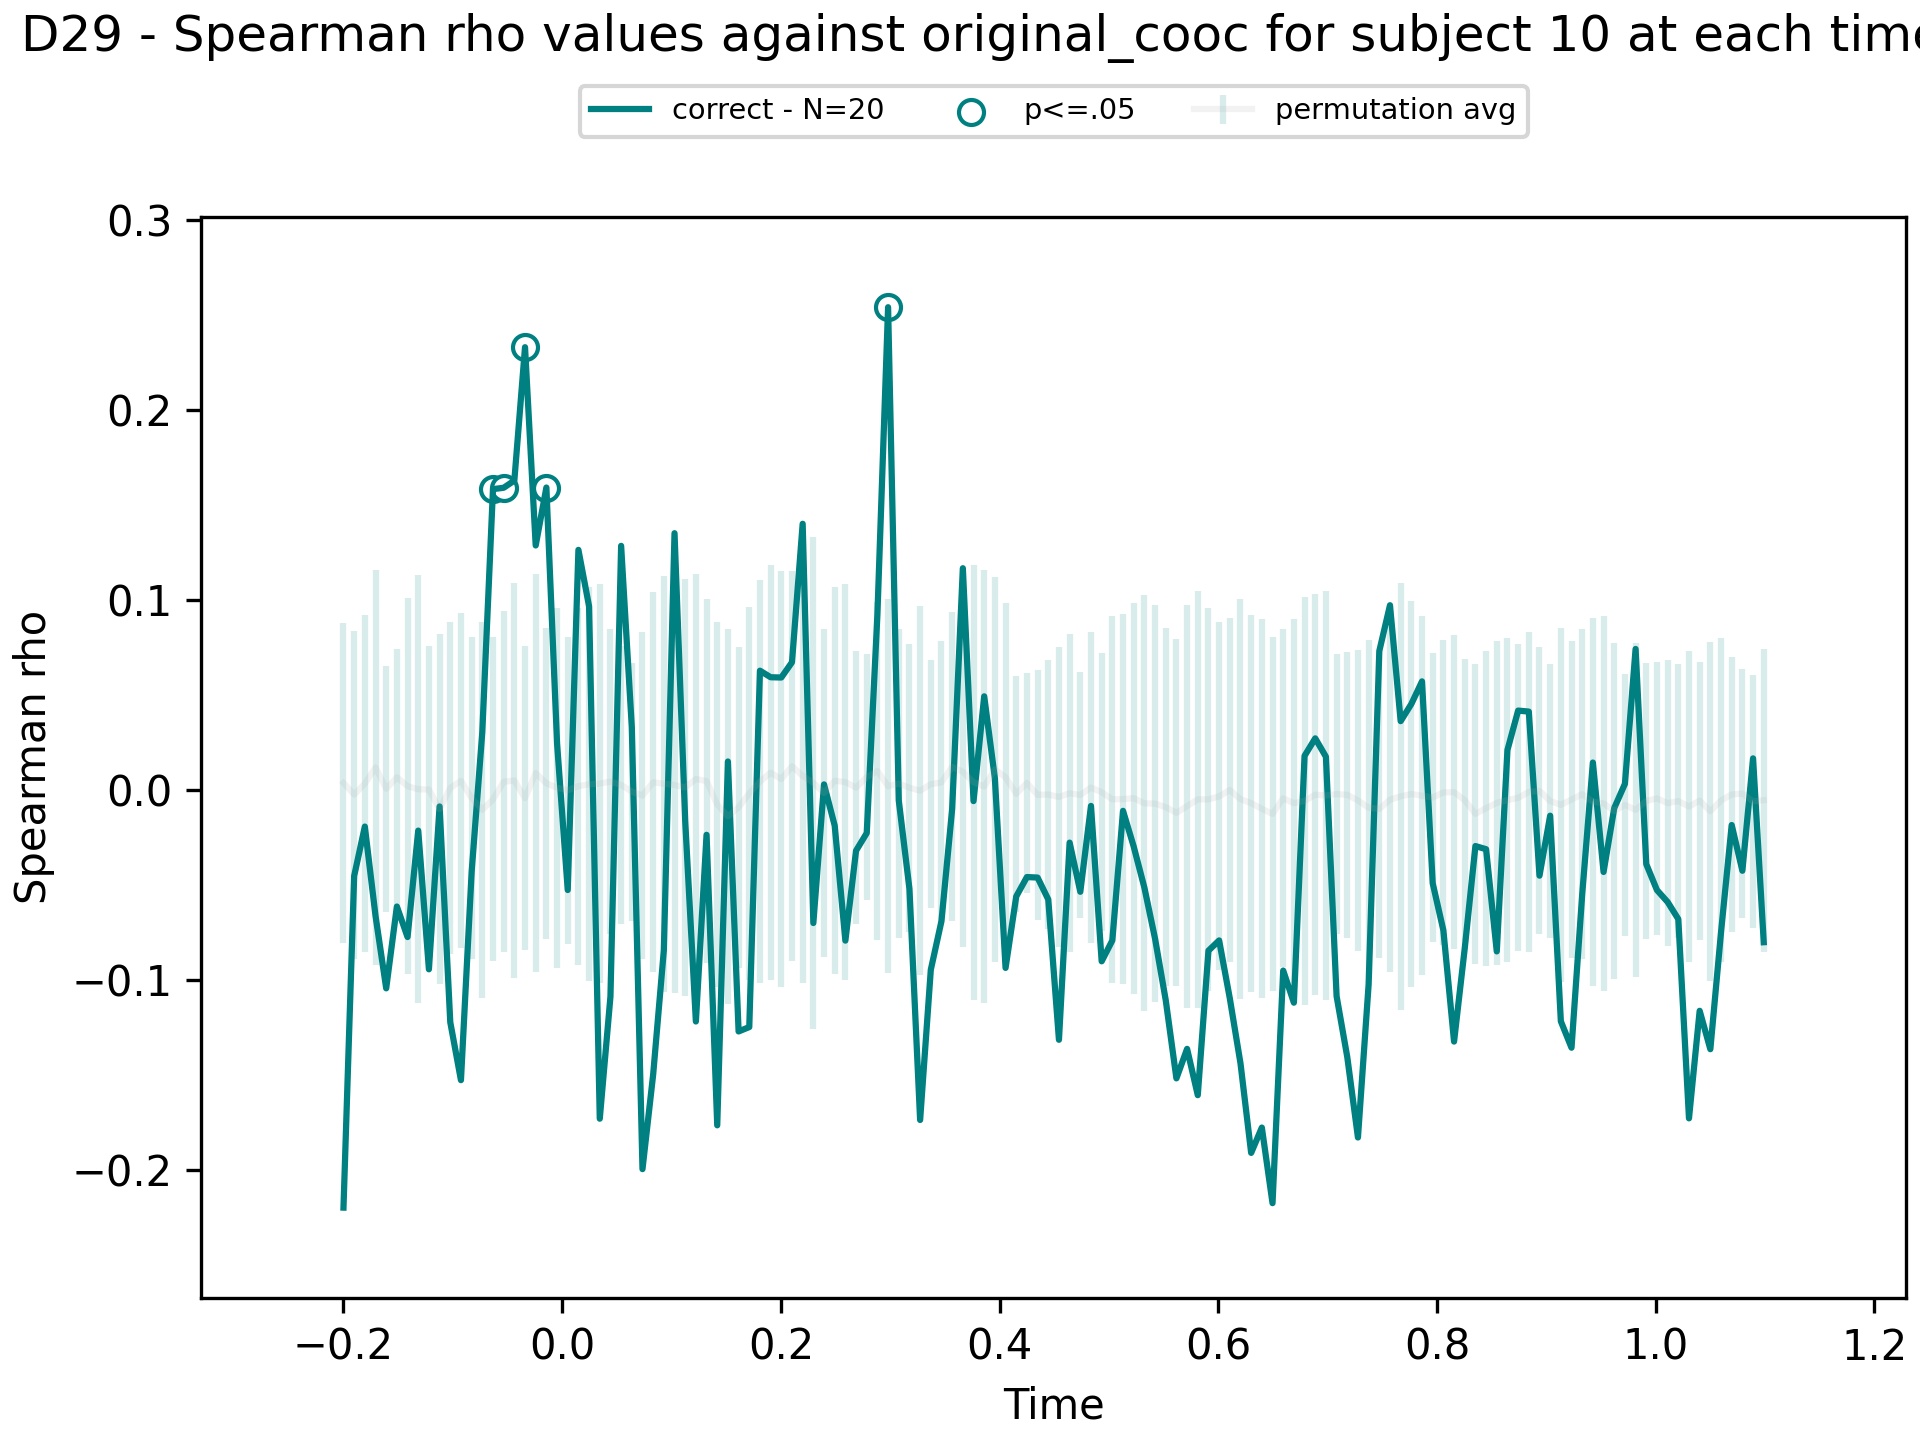 D29 - Spearman rho values against original_cooc for subject 10 at each time
correct - N=20 p<=.05 permutation avg
0.3
0.2
0.1
0.0
−0.1
−0.2
Spearman rho
−0.2 0.0 0.2 0.4 0.6 0.8 1.0 1.2
Time